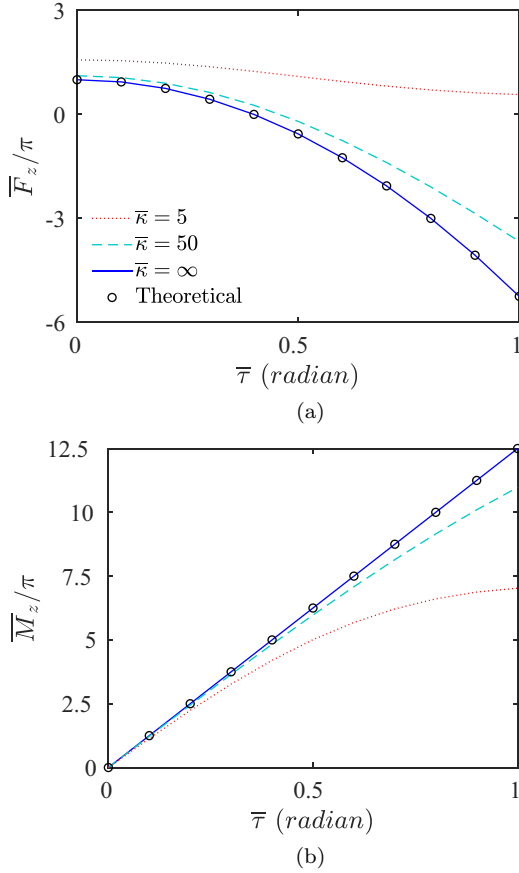 3
0
-3
-6
F̅_z/π
κ̅ = 5
κ̅ = 50
κ̅ = ∞
Theoretical
0 0.5 1
τ̅ (radian)
(a)
12.5
10
7.5
5
2.5
0
M̅_z/π
0 0.5 1
τ̅ (radian)
(b)